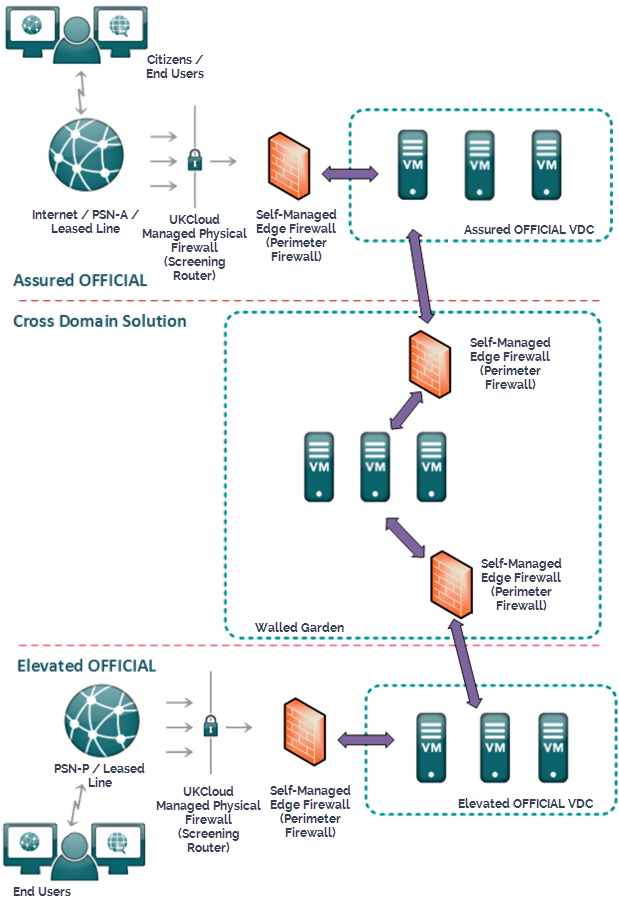 Citizens /
End Users
Internet / PSN-A /
Leased Line
UKCloud
Managed Physical
Firewall
(Screening
Router)
Self-Managed
Edge Firewall
(Perimeter
Firewall)
VM
VM
VM
Assured OFFICIAL VDC
Assured OFFICIAL
Cross Domain Solution
Self-Managed
Edge Firewall
(Perimeter
Firewall)
VM
VM
VM
Self-Managed
Edge Firewall
(Perimeter
Firewall)
Walled Garden
Elevated OFFICIAL
PSN-P / Leased
Line
UKCloud
Managed Physical
Firewall
(Screening
Router)
Self-Managed
Edge Firewall
(Perimeter
Firewall)
VM
VM
VM
Elevated OFFICIAL VDC
End Users